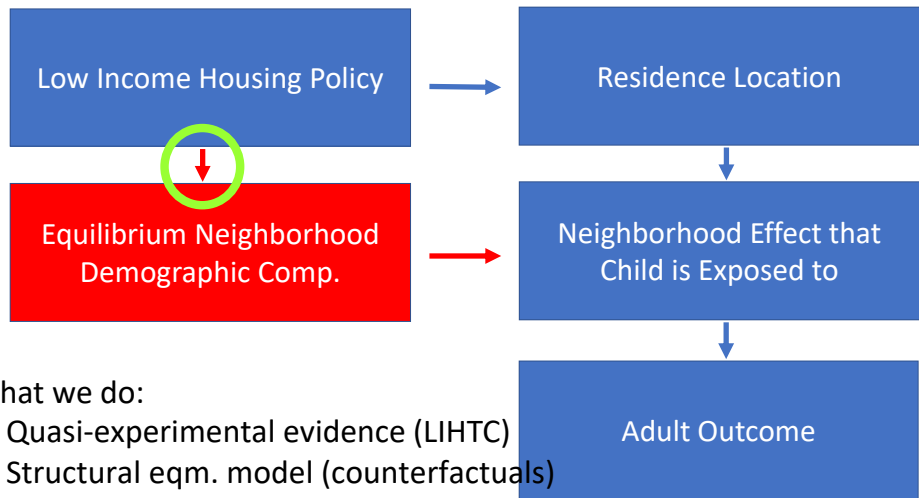 Low Income Housing Policy
Residence Location
Equilibrium Neighborhood
Demographic Comp.
Neighborhood Effect that
Child is Exposed to
hat we do:
Quasi-experimental evidence (LIHTC)
Structural eqm. model (counterfactuals)
Adult Outcome